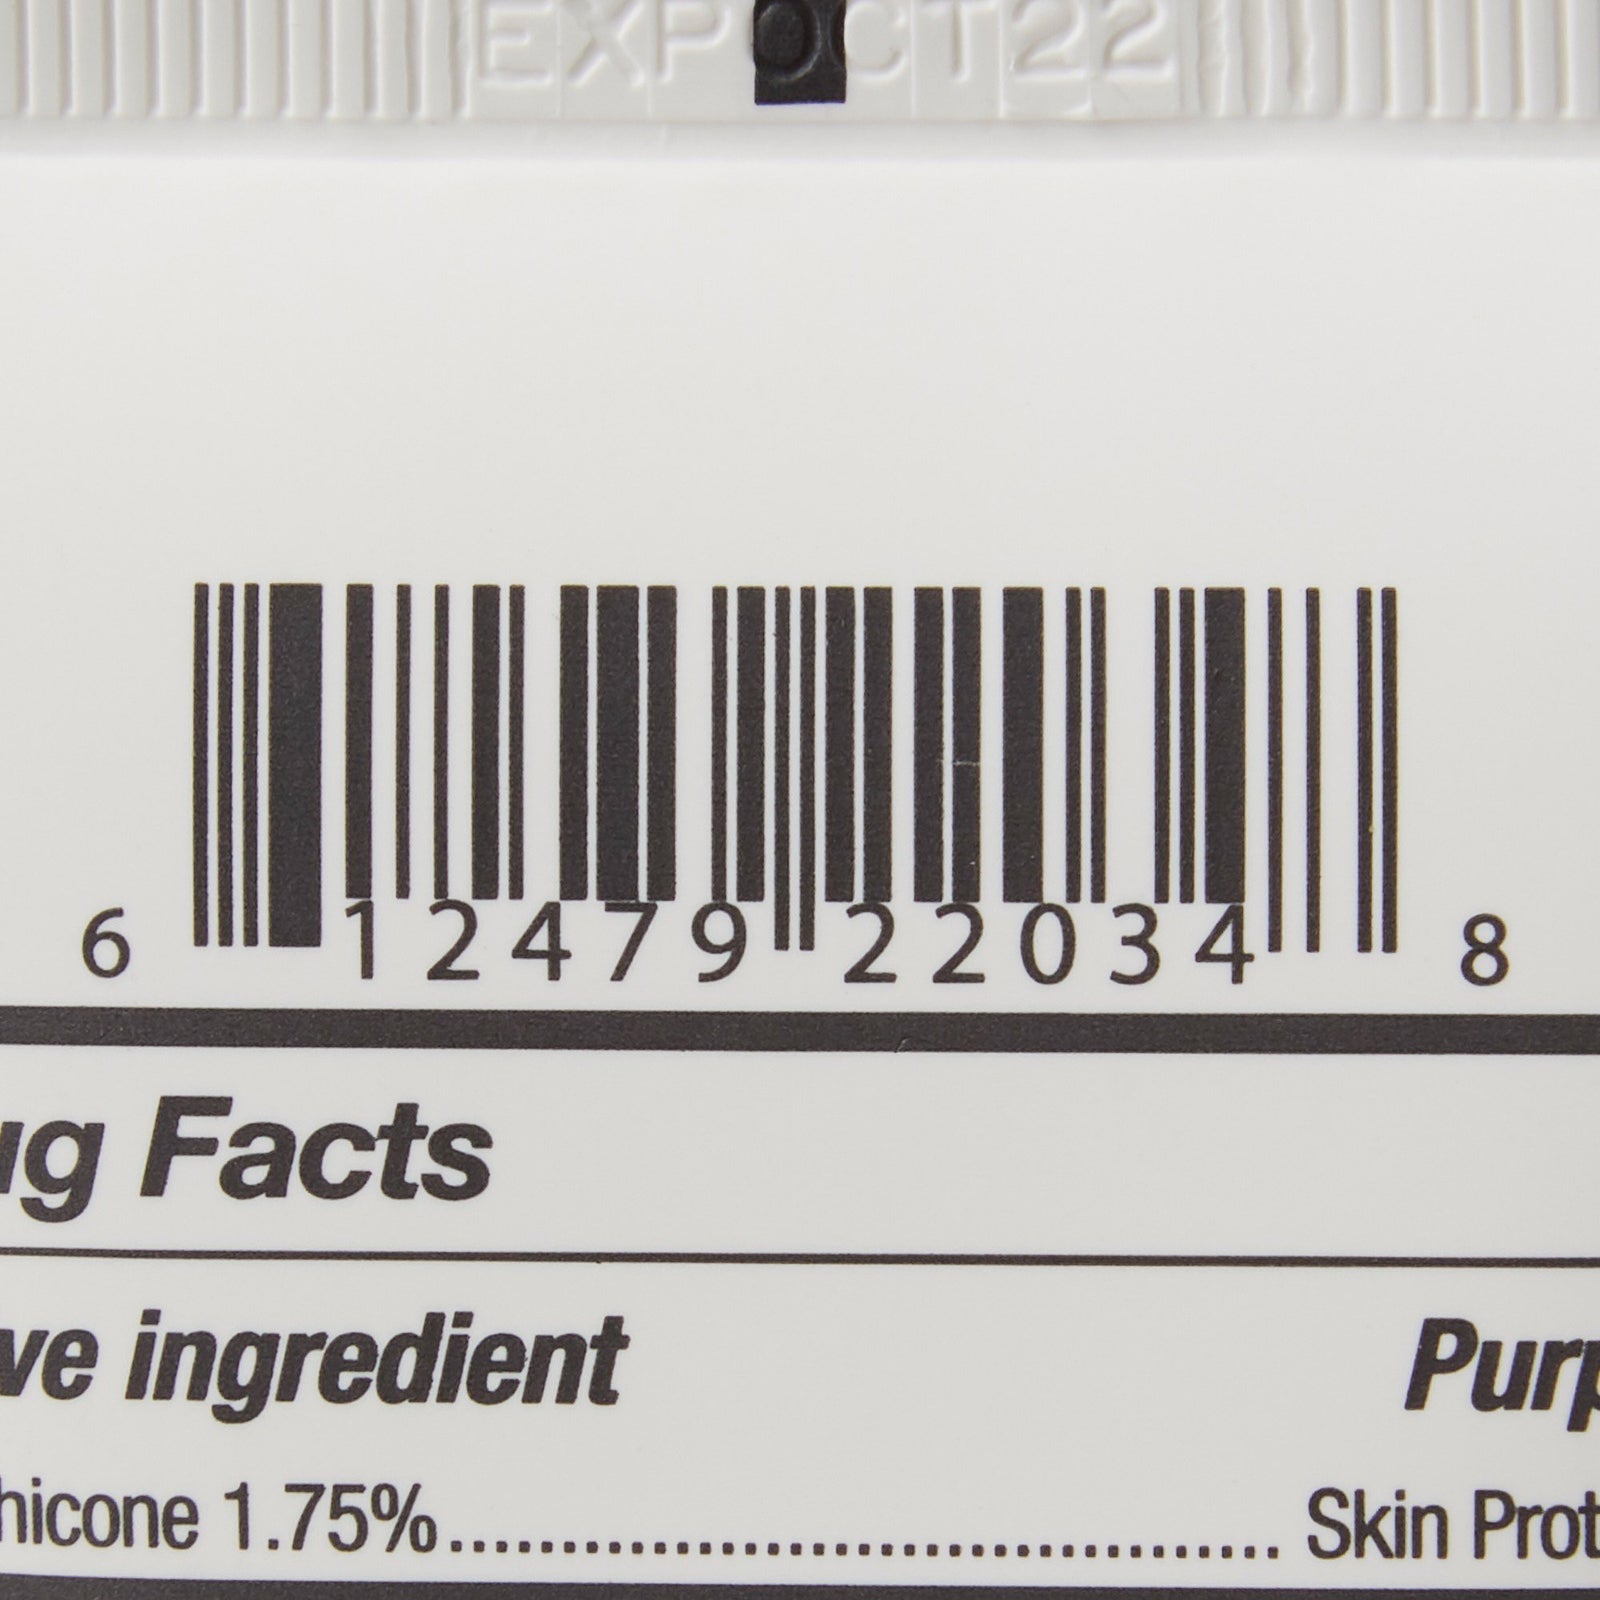 EXP OCT22
6 12479 22034 8
ug Facts
ve ingredient Purp
hicone 1.75%.......................................... Skin Prot